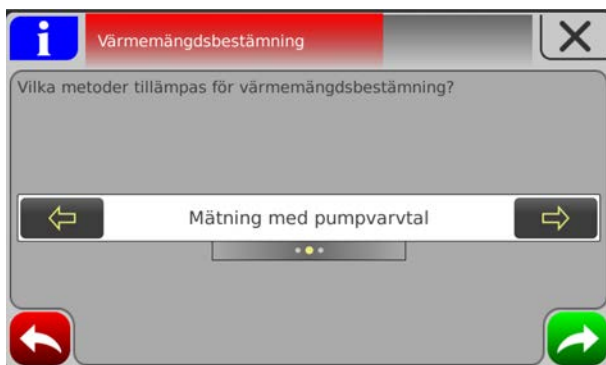 i
Värmemängdsbestämning
Vilka metoder tillämpas för värmemängdsbestämning?
Mätning med pumpvarvtal